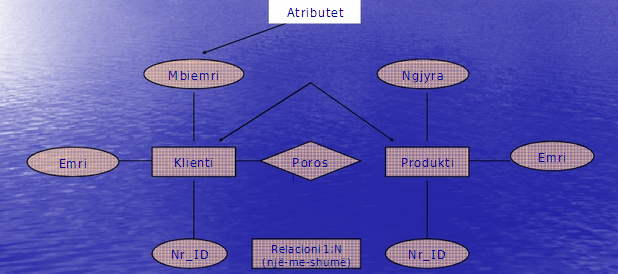 Atributet
Mbiemri
Ngjyra
Emri
Klienti
Poros
Produkti
Emri
Nr_ID
Relacioni 1:N
(një-me-shumë)
Nr_ID